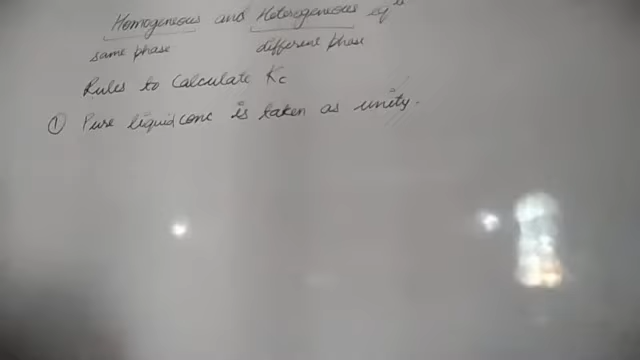 Homogeneous and Heterogeneous eqⁿ
same phase different phase
Rules to Calculate Kc
① Pure liquid conc is taken as unity.